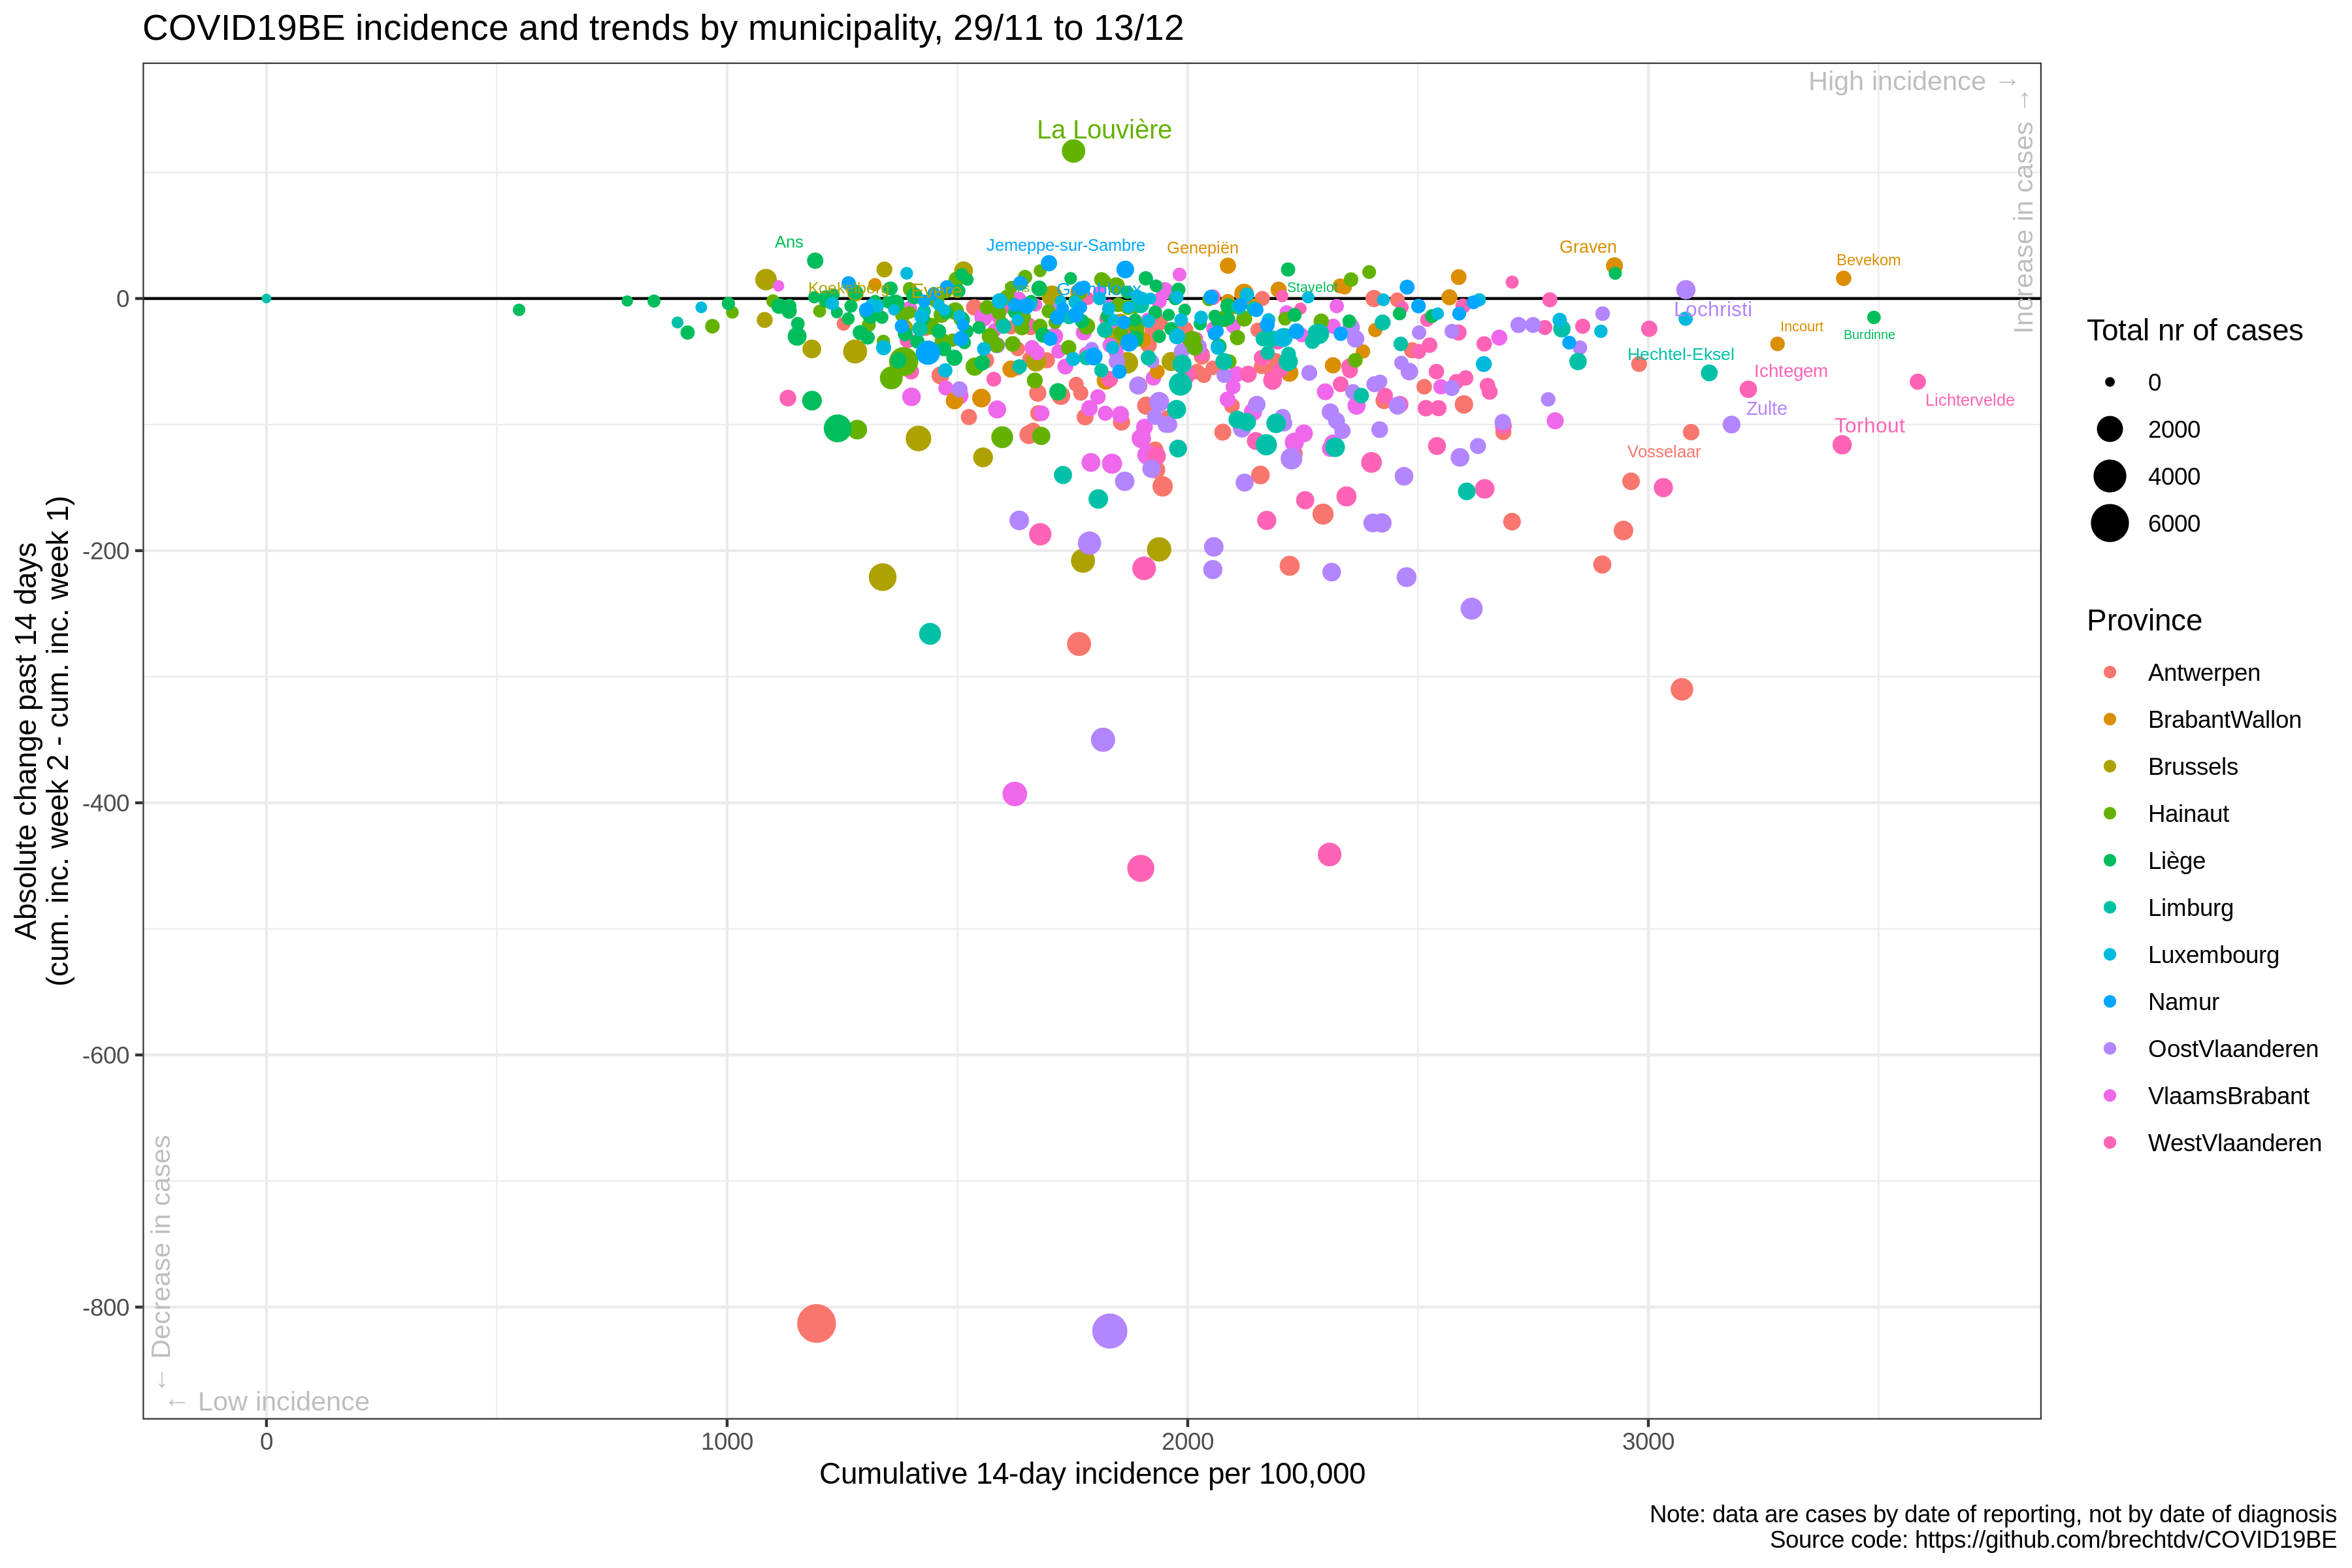 COVID19BE incidence and trends by municipality, 29/11 to 13/12
High incidence →
Increase in cases →
La Louvière
Ans
Jemeppe-sur-Sambre
Genepiën
Graven
Bevekom
Koekelberg
Evere
Gembloux
Stavelot
Lochristi
Incourt
Burdinne
Hechtel-Eksel
Ichtegem
Lichtervelde
Zulte
Torhout
Vosselaar
0
-200
-400
-600
-800
Absolute change past 14 days
(cum. inc. week 2 - cum. inc. week 1)
← Decrease in cases
← Low incidence
0
1000
2000
3000
Cumulative 14-day incidence per 100,000
Total nr of cases
0
2000
4000
6000
Province
Antwerpen
BrabantWallon
Brussels
Hainaut
Liège
Limburg
Luxembourg
Namur
OostVlaanderen
VlaamsBrabant
WestVlaanderen
Note: data are cases by date of reporting, not by date of diagnosis
Source code: https://github.com/brechtdv/COVID19BE